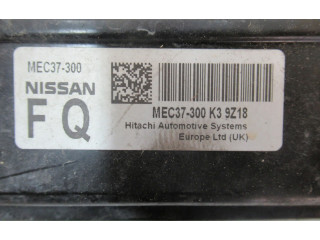 MEC37-300
NISSAN
FQ
MEC37-300 K3 9Z18
Hitachi Automotive Systems
Europe Ltd (UK)